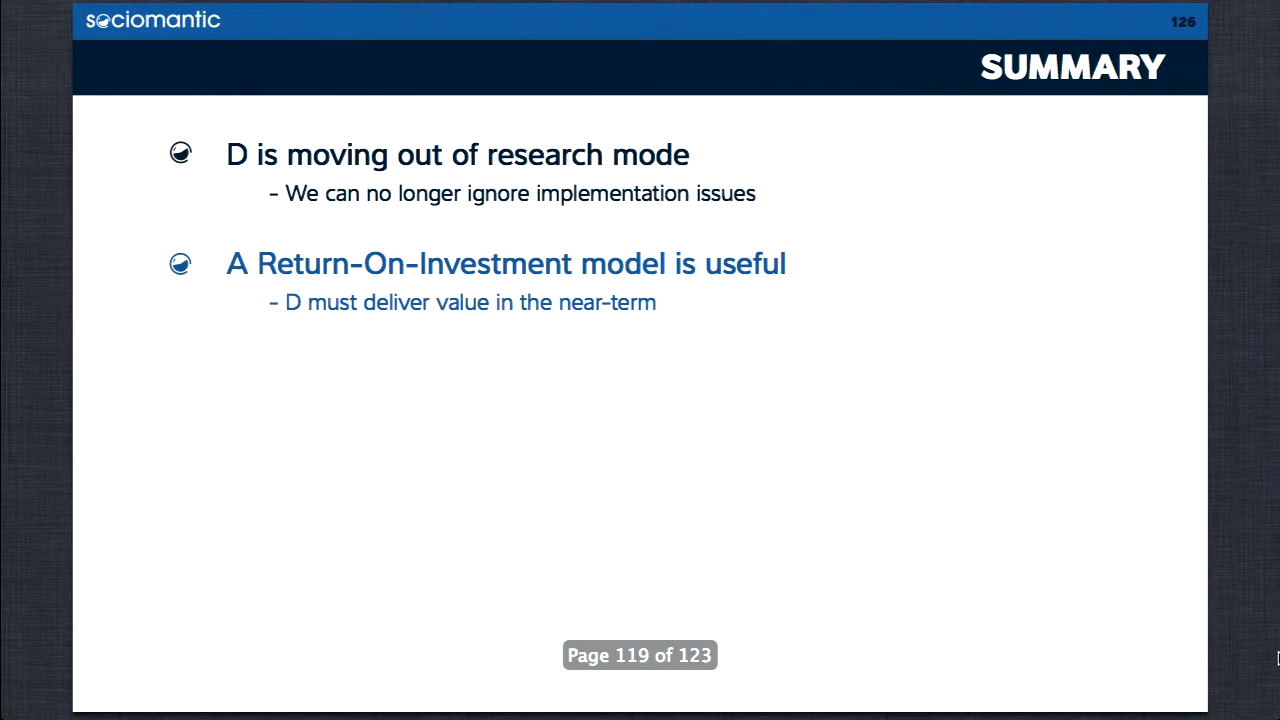 sociomantic
126
SUMMARY
D is moving out of research mode
- We can no longer ignore implementation issues
A Return-On-Investment model is useful
- D must deliver value in the near-term
Page 119 of 123